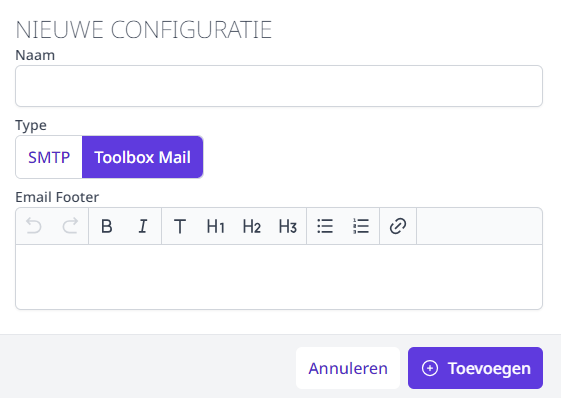 NIEUWE CONFIGURATIE
Naam
Type
SMTP Toolbox Mail
Email Footer
B I T H1 H2 H3
Annuleren Toevoegen